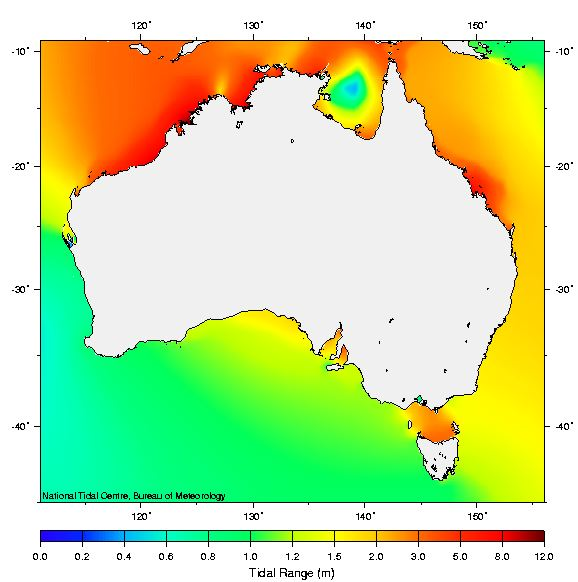 120° 130° 140° 150°
-10° -10°
-20° -20°
-30° -30°
-40° -40°
National Tidal Centre, Bureau of Meteorology
120° 130° 140° 150°
0.0 0.2 0.4 0.6 0.8 1.0 1.2 1.5 2.0 3.0 5.0 8.0 12.0
Tidal Range (m)